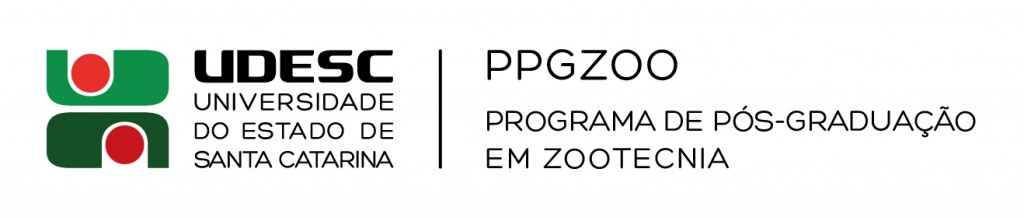 UDESC
UNIVERSIDADE
DO ESTADO DE
SANTA CATARINA
PPGZOO
PROGRAMA DE PÓS-GRADUAÇÃO
EM ZOOTECNIA